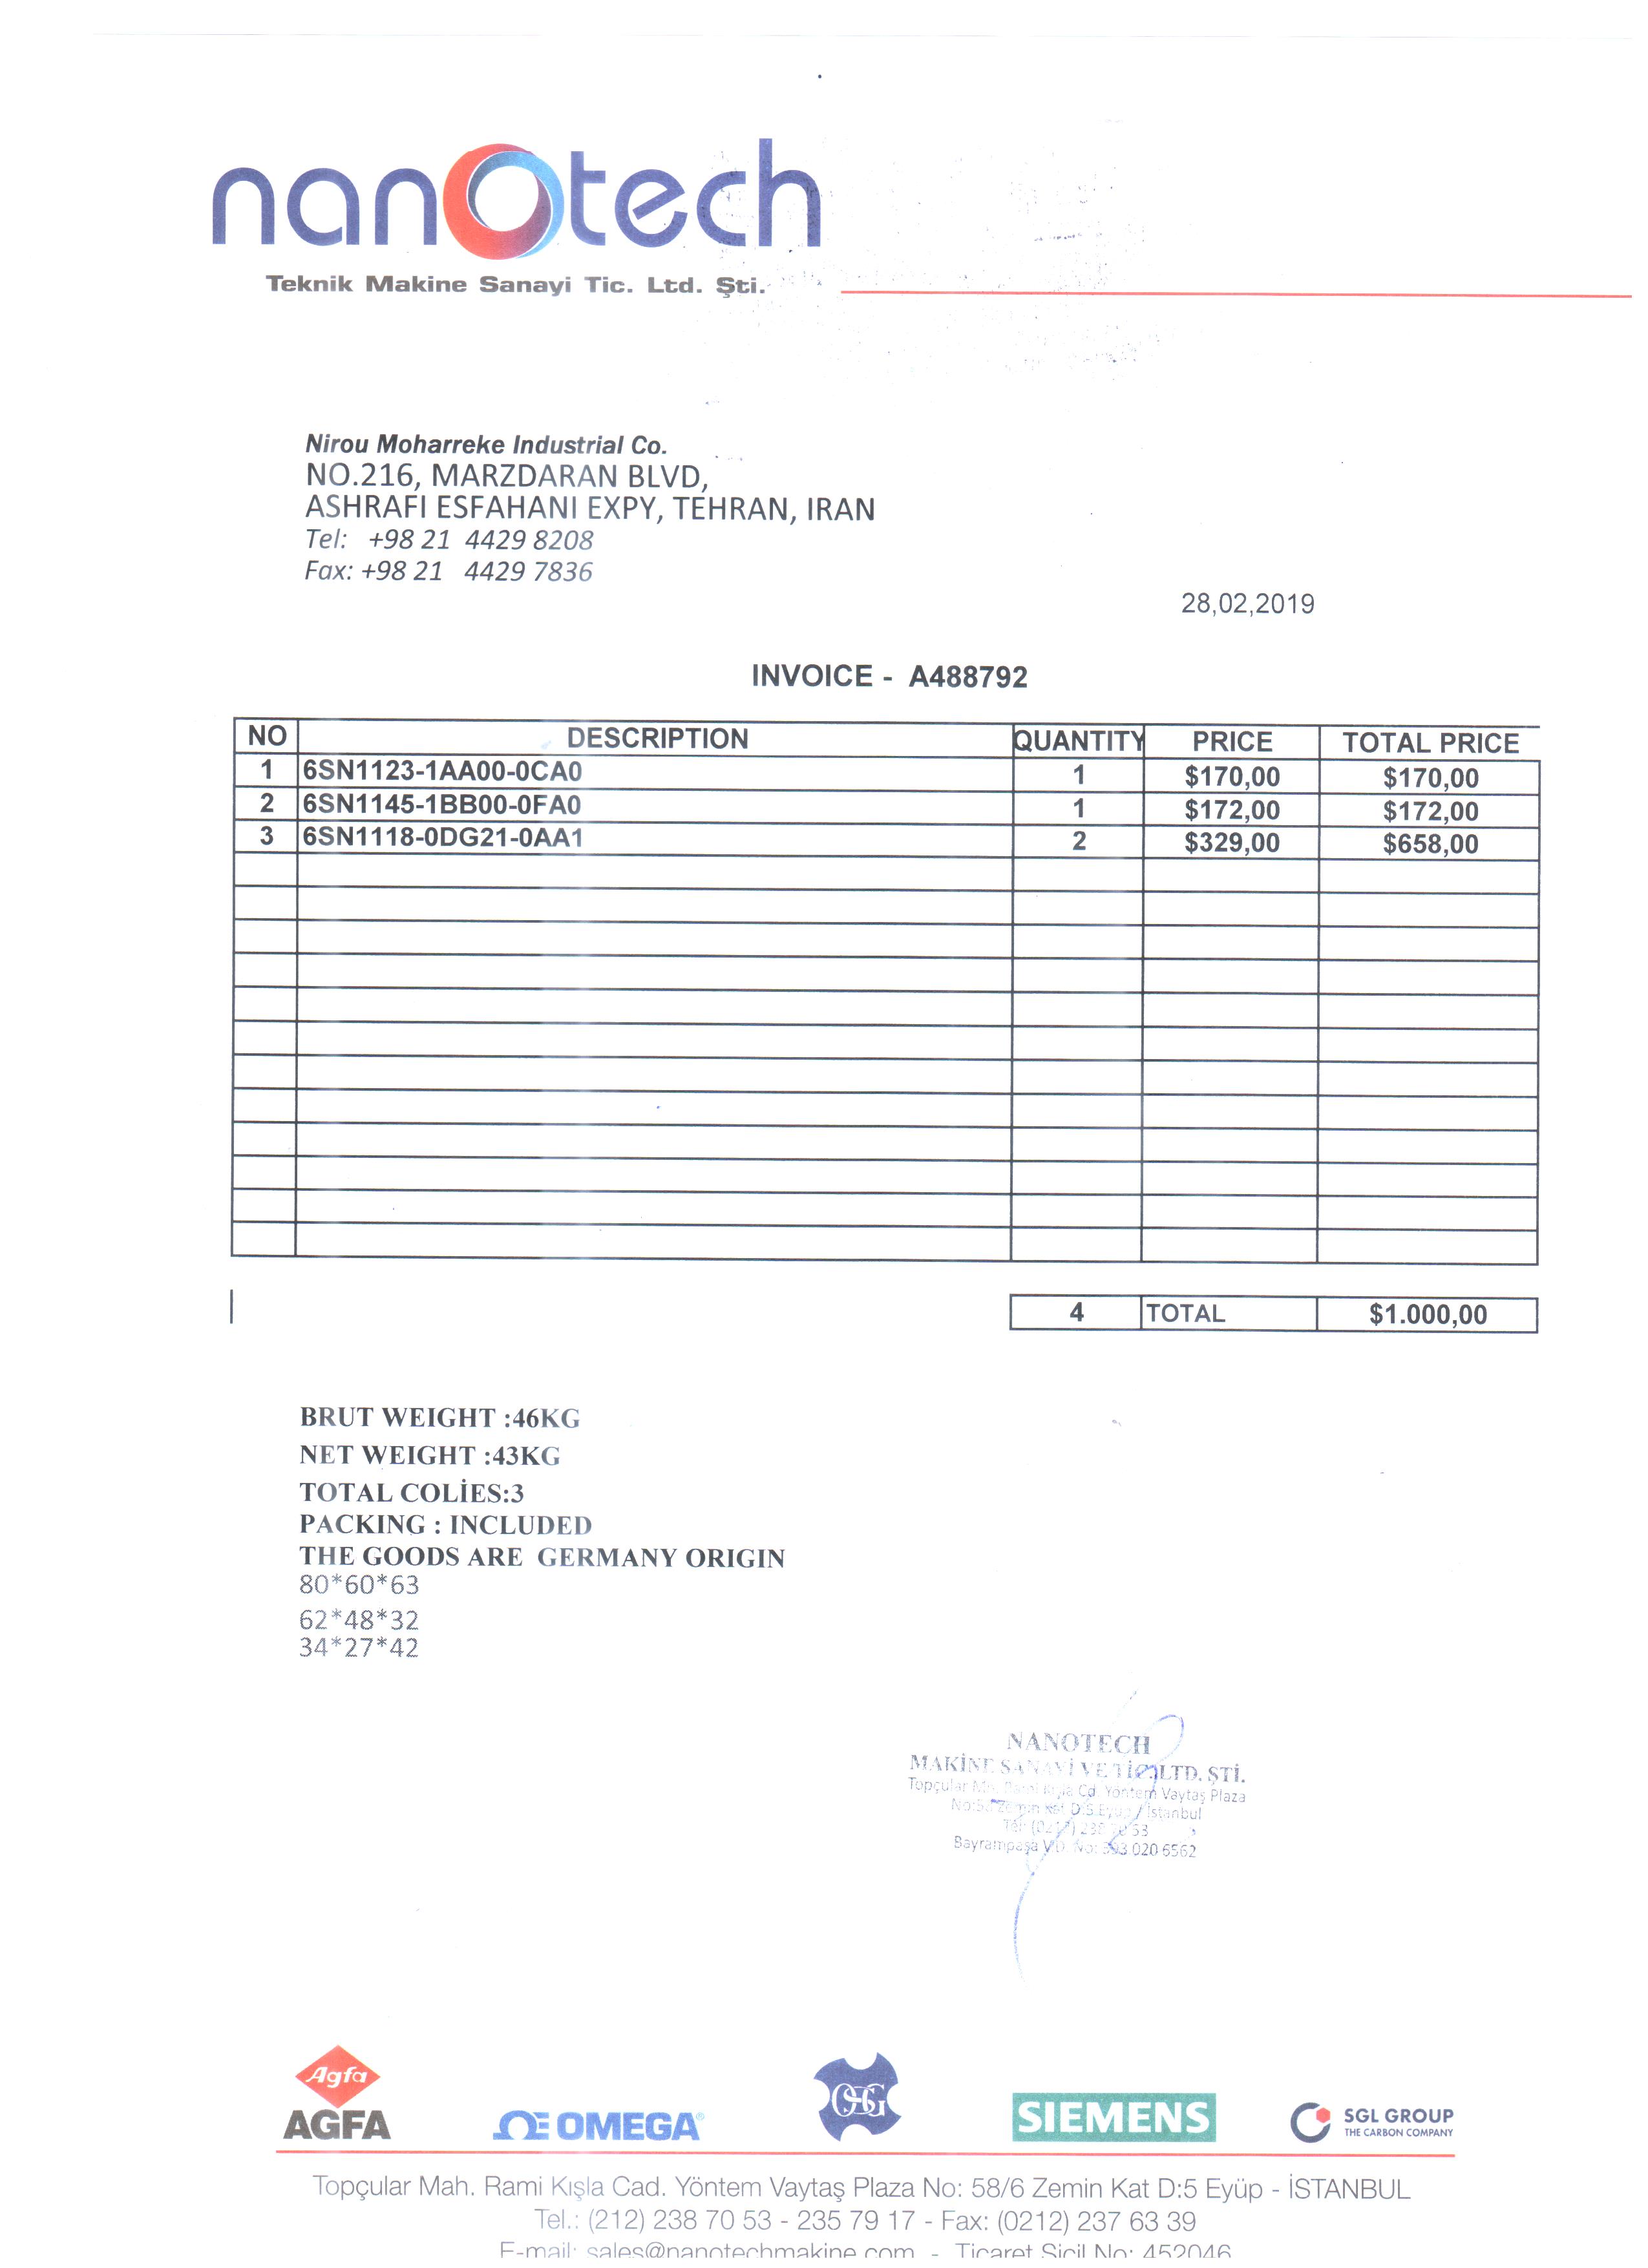 nanotech
Teknik Makine Sanayi Tic. Ltd. Şti.
Nirou Moharreke Industrial Co.
NO.216, MARZDARAN BLVD,
ASHRAFI ESFAHANI EXPY, TEHRAN, IRAN
Tel: +98 21 4429 8208
Fax: +98 21 4429 7836
28,02,2019
INVOICE - A488792
NO DESCRIPTION QUANTITY PRICE TOTAL PRICE
1 6SN1123-1AA00-0CA0 1 $170,00 $170,00
2 6SN1145-1BB00-0FA0 1 $172,00 $172,00
3 6SN1118-0DG21-0AA1 2 $329,00 $658,00
4 TOTAL $1.000,00
BRUT WEIGHT :46KG
NET WEIGHT :43KG
TOTAL COLİES:3
PACKING : INCLUDED
THE GOODS ARE GERMANY ORIGIN
80*60*63
62*48*32
34*27*42
NANOTECH
MAKİNE SANAYİ VE TİC. LTD. ŞTİ.
Topçular Mh. Rami Kışla Cd. Yöntem Vaytaş Plaza
Zemin Kat D:5 Eyüp / İstanbul
Tel: (0212) 238 70 53
Bayrampaşa V.D. No: 020 6562
Agfa
AGFA
OMEGA
OSG
SIEMENS
SGL GROUP
THE CARBON COMPANY
Topçular Mah. Rami Kışla Cad. Yöntem Vaytaş Plaza No: 58/6 Zemin Kat D:5 Eyüp - İSTANBUL
Tel.: (212) 238 70 53 - 235 79 17 - Fax: (0212) 237 63 39
E-mail: sales@nanotechmakine.com - Ticaret Sicil No: 452046